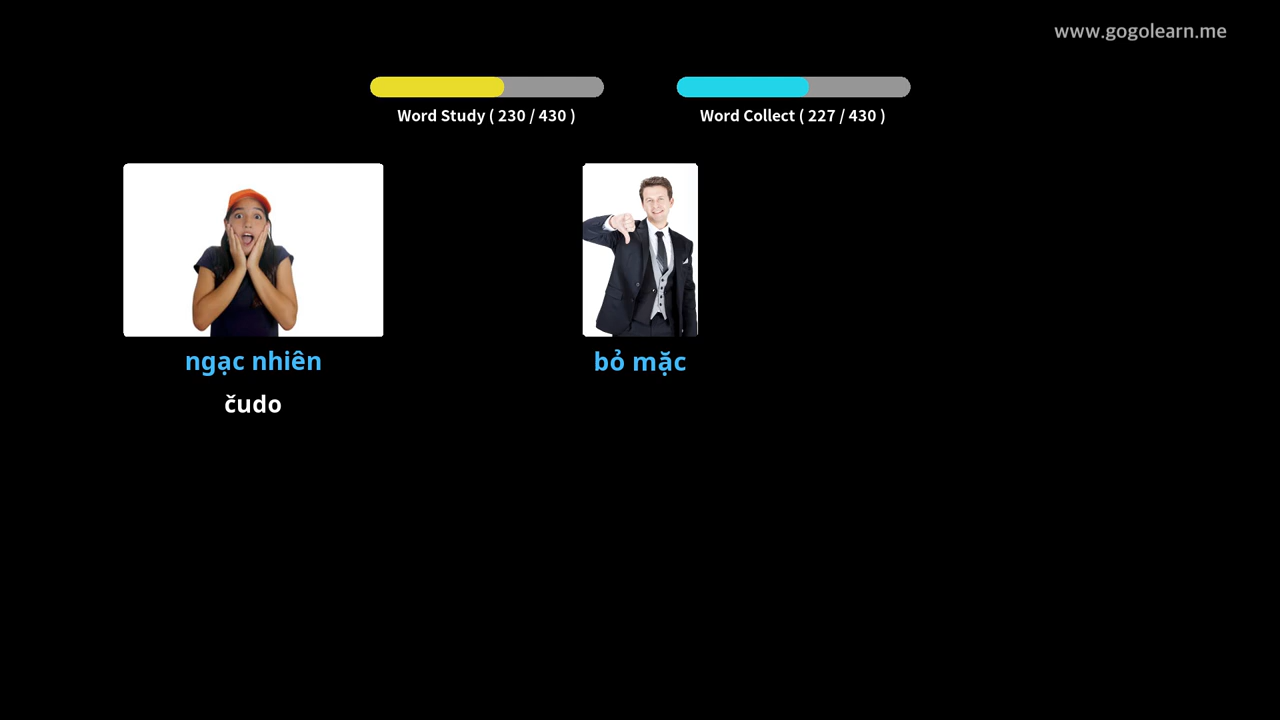 www.gogolearn.me
Word Study ( 230 / 430 )
Word Collect ( 227 / 430 )
ngạc nhiên
bỏ mặc
čudo